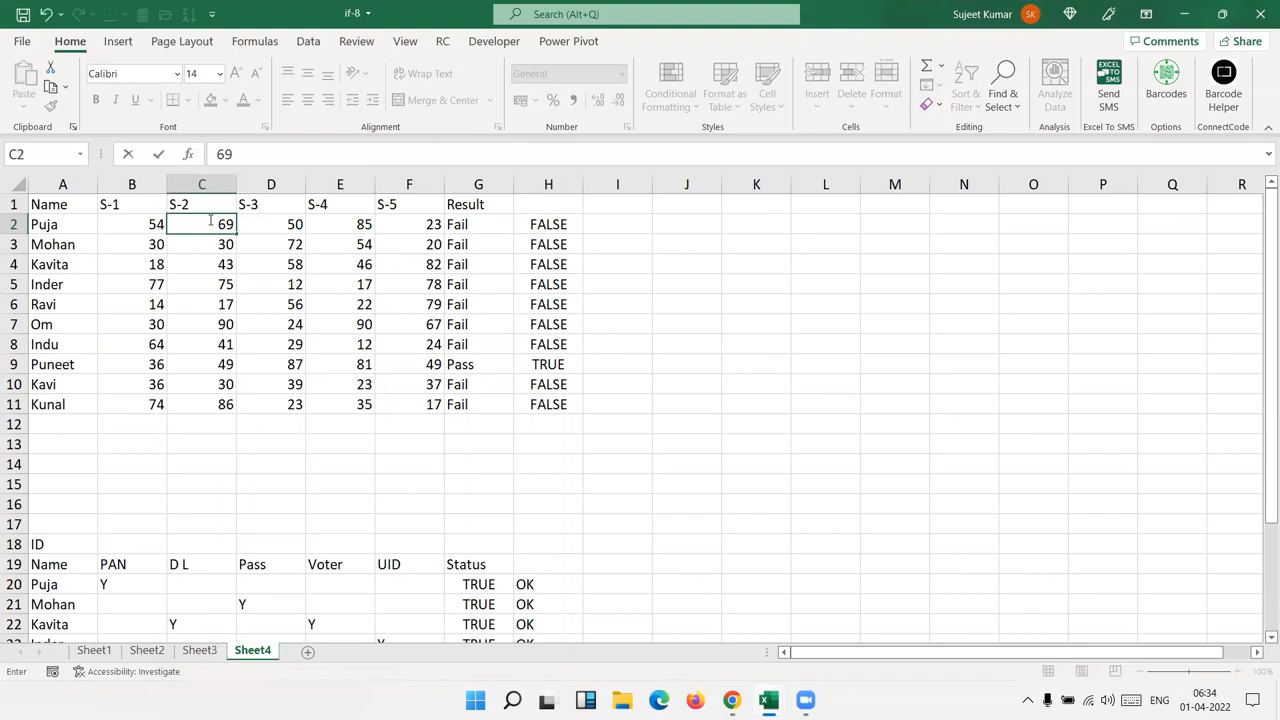 if-8
Search (Alt+Q)
Sujeet Kumar
SK
File Home Insert Page Layout Formulas Data Review View RC Developer Power Pivot
Comments
Share
Paste
Calibri 14
Wrap Text
General
Merge & Center
Conditional Formatting
Format as Table
Cell Styles
Insert
Delete
Format
Sort & Filter
Find & Select
Analyze Data
Send SMS
Barcodes
Barcode Helper
Clipboard Font Alignment Number Styles Cells Editing Analysis Excel To SMS Options ConnectCode
C2 fx 69
A B C D E F G H I J K L M N O P Q R
1 Name S-1 S-2 S-3 S-4 S-5 Result
2 Puja 54 69 50 85 23 Fail FALSE
3 Mohan 30 30 72 54 20 Fail FALSE
4 Kavita 18 43 58 46 82 Fail FALSE
5 Inder 77 75 12 17 78 Fail FALSE
6 Ravi 14 17 56 22 79 Fail FALSE
7 Om 30 90 24 90 67 Fail FALSE
8 Indu 64 41 29 12 24 Fail FALSE
9 Puneet 36 49 87 81 49 Pass TRUE
10 Kavi 36 30 39 23 37 Fail FALSE
11 Kunal 74 86 23 35 17 Fail FALSE
12
13
14
15
16
17
18 ID
19 Name PAN D L Pass Voter UID Status
20 Puja Y TRUE OK
21 Mohan Y TRUE OK
22 Kavita Y Y TRUE OK
23 Inder Y TRUE OK
Sheet1 Sheet2 Sheet3 Sheet4
Enter
Accessibility: Investigate
100%
ENG
06:34
01-04-2022